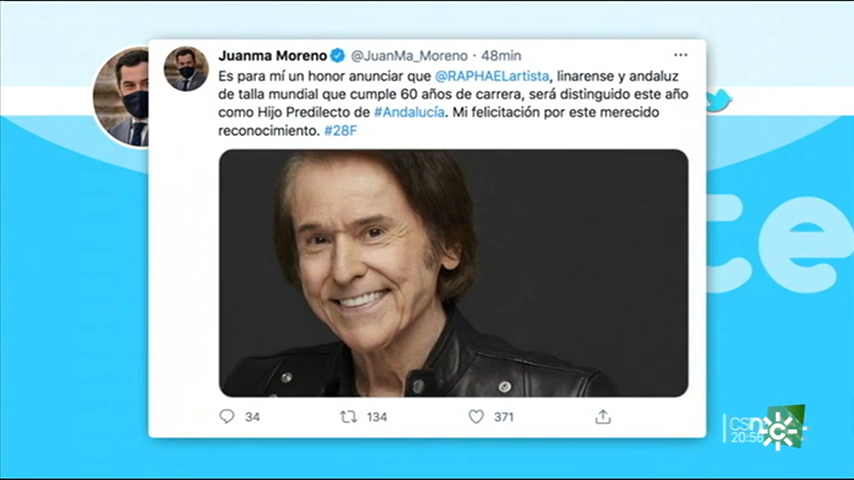 Juanma Moreno @JuanMa_Moreno · 48min
Es para mí un honor anunciar que @RAPHAELartista, linarense y andaluz
de talla mundial que cumple 60 años de carrera, será distinguido este año
como Hijo Predilecto de #Andalucía. Mi felicitación por este merecido
reconocimiento. #28F
te
34 134 371
CSn
20:56